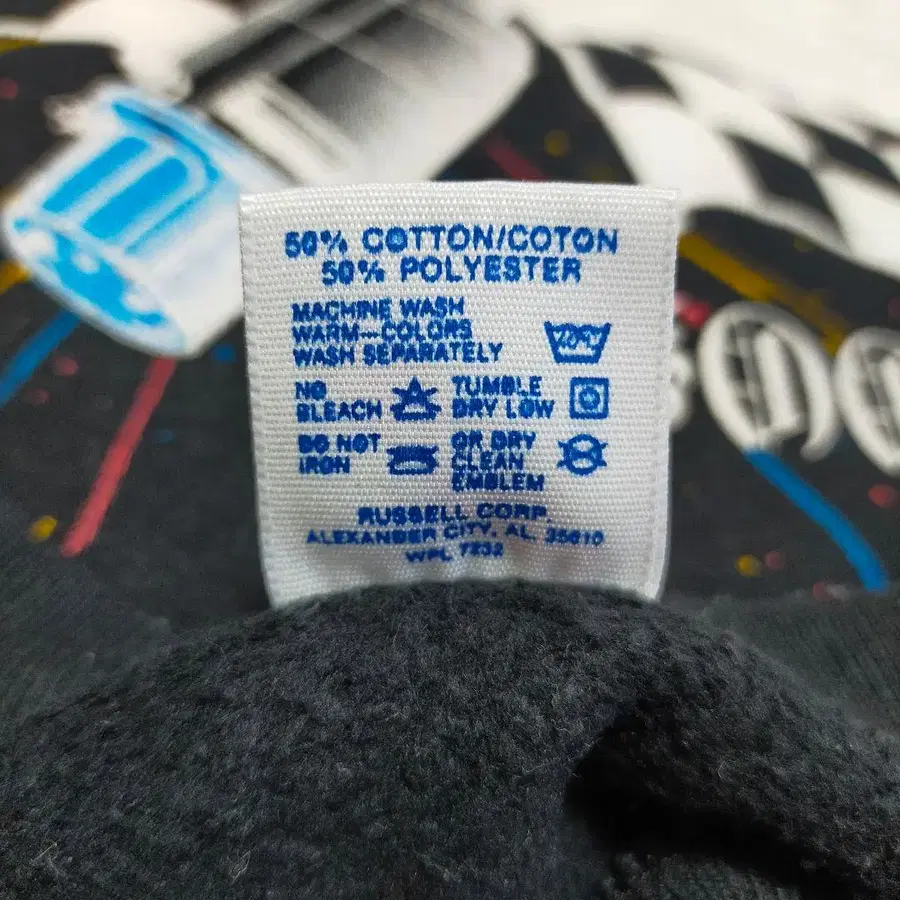 50% COTTON/COTON
50% POLYESTER
MACHINE WASH
WARM—COLORS
WASH SEPARATELY
NO
BLEACH
TUMBLE
DRY LOW
DO NOT
IRON
OR DRY
CLEAN
EMBLEM
RUSSELL CORP.
ALEXANDER CITY, AL. 35010
WPL 7232